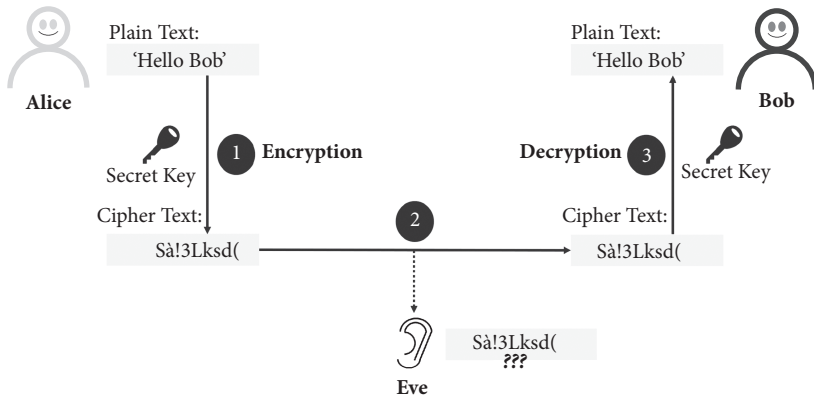 Plain Text:
'Hello Bob'
Alice
Secret Key
1 Encryption
Cipher Text:
Sà!3Lksd(
2
Eve
Sà!3Lksd(
???
Plain Text:
'Hello Bob'
Bob
Decryption 3
Secret Key
Cipher Text:
Sà!3Lksd(